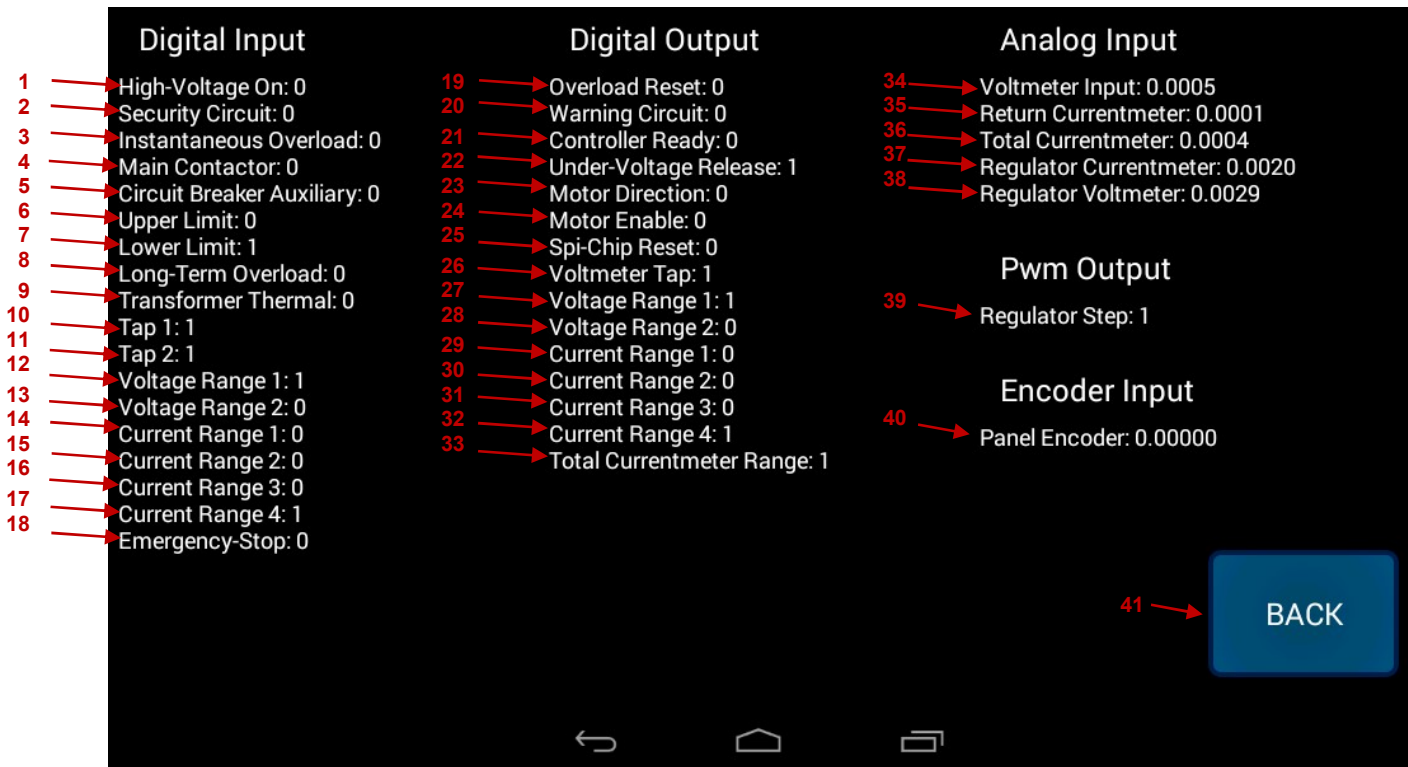 Digital Input
1 High-Voltage On: 0
2 Security Circuit: 0
3 Instantaneous Overload: 0
4 Main Contactor: 0
5 Circuit Breaker Auxiliary: 0
6 Upper Limit: 0
7 Lower Limit: 1
8 Long-Term Overload: 0
9 Transformer Thermal: 0
10 Tap 1: 1
11 Tap 2: 1
12 Voltage Range 1: 1
13 Voltage Range 2: 0
14 Current Range 1: 0
15 Current Range 2: 0
16 Current Range 3: 0
17 Current Range 4: 1
18 Emergency-Stop: 0
Digital Output
19 Overload Reset: 0
20 Warning Circuit: 0
21 Controller Ready: 0
22 Under-Voltage Release: 1
23 Motor Direction: 0
24 Motor Enable: 0
25 Spi-Chip Reset: 0
26 Voltmeter Tap: 1
27 Voltage Range 1: 1
28 Voltage Range 2: 0
29 Current Range 1: 0
30 Current Range 2: 0
31 Current Range 3: 0
32 Current Range 4: 1
33 Total Currentmeter Range: 1
Analog Input
34 Voltmeter Input: 0.0005
35 Return Currentmeter: 0.0001
36 Total Currentmeter: 0.0004
37 Regulator Currentmeter: 0.0020
38 Regulator Voltmeter: 0.0029
Pwm Output
39 Regulator Step: 1
Encoder Input
40 Panel Encoder: 0.00000
41 BACK